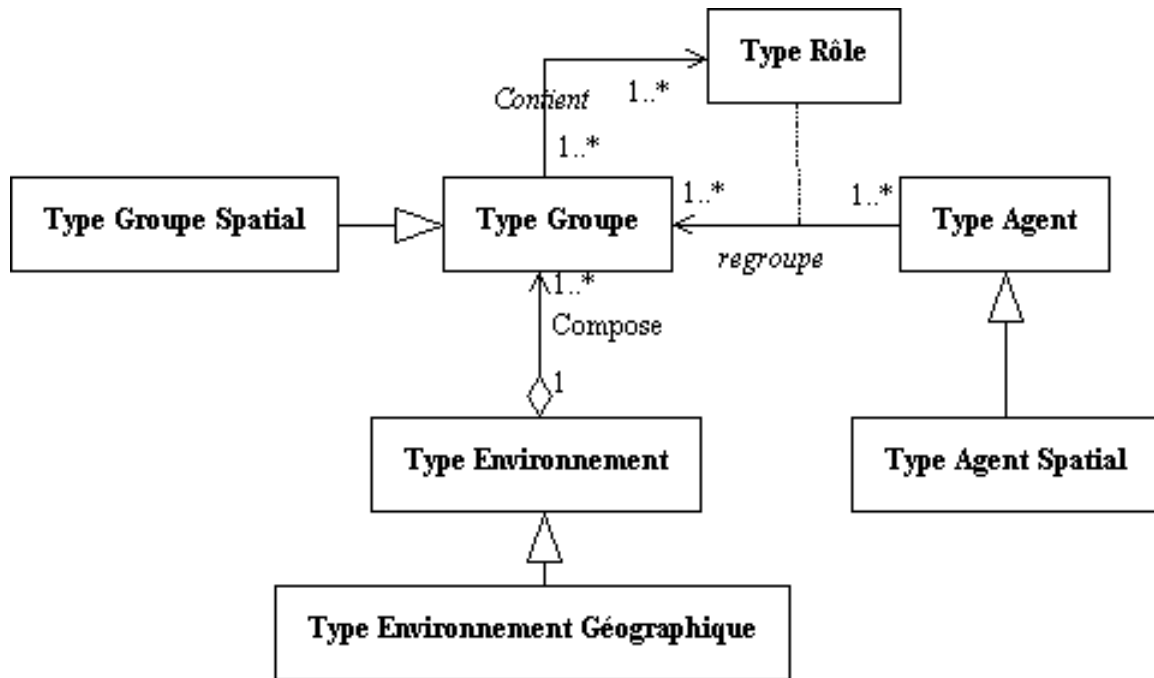 Type Rôle
Contient
1..*
1..*
Type Groupe Spatial
Type Groupe
1..*
1..*
Type Agent
regroupe
1..*
Compose
1
Type Environnement
Type Agent Spatial
Type Environnement Géographique